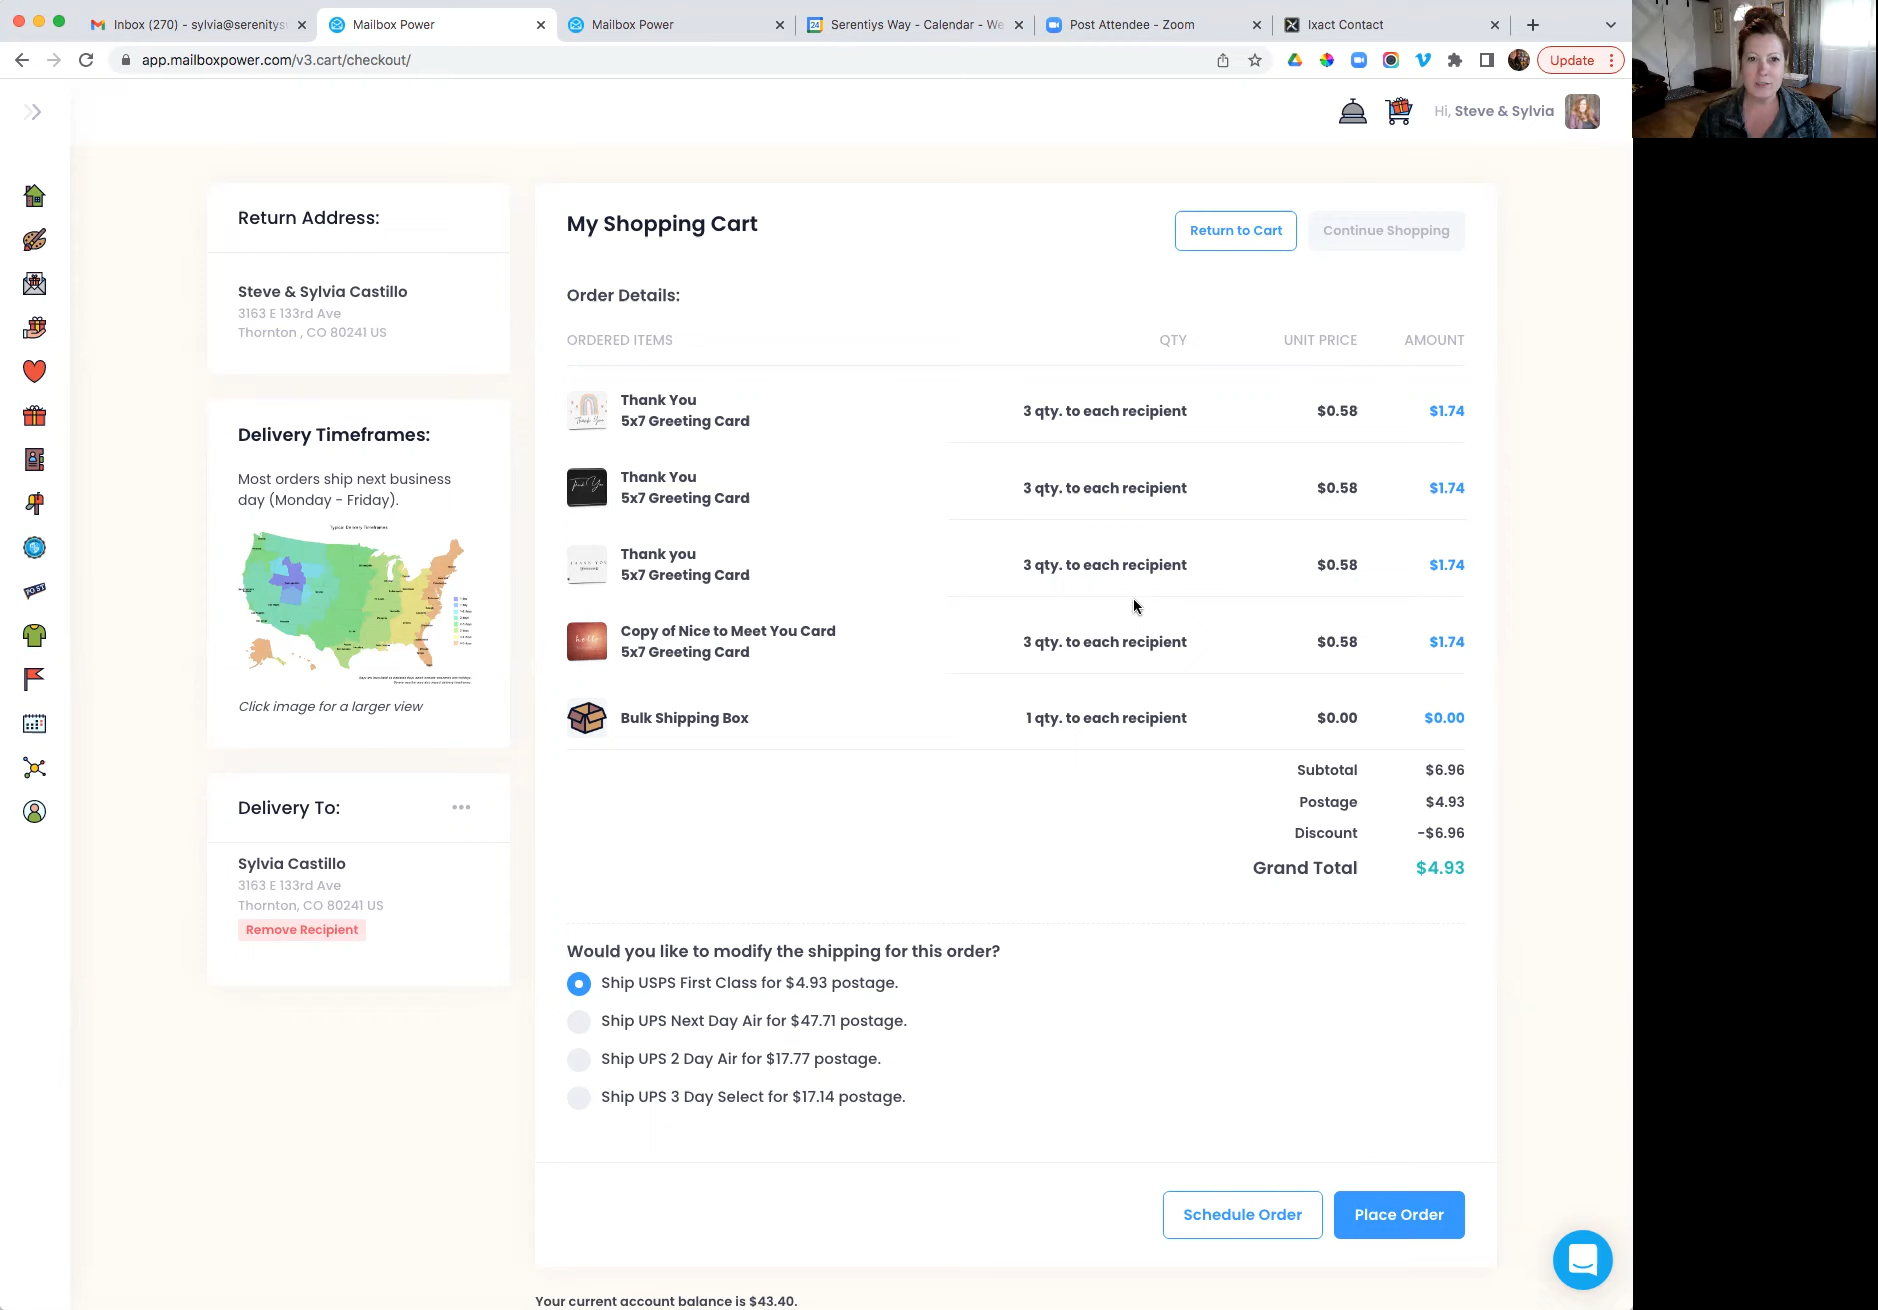 Inbox (270) - sylvia@serenitys
Mailbox Power
Mailbox Power
24
Serentiys Way - Calendar - We
Post Attendee - Zoom
Ixact Contact
app.mailboxpower.com/v3.cart/checkout/
Update
Hi, Steve & Sylvia
Return Address:
Steve & Sylvia Castillo
3163 E 133rd Ave
Thornton , CO 80241 US
Delivery Timeframes:
Most orders ship next business
day (Monday - Friday).
Typical Delivery Timeframes
Click image for a larger view
Delivery To:
Sylvia Castillo
3163 E 133rd Ave
Thornton, CO 80241 US
Remove Recipient
My Shopping Cart
Return to Cart
Continue Shopping
Order Details:
ORDERED ITEMS QTY UNIT PRICE AMOUNT
Thank You
5x7 Greeting Card
3 qty. to each recipient $0.58 $1.74
Thank You
5x7 Greeting Card
3 qty. to each recipient $0.58 $1.74
Thank you
5x7 Greeting Card
3 qty. to each recipient $0.58 $1.74
Copy of Nice to Meet You Card
5x7 Greeting Card
3 qty. to each recipient $0.58 $1.74
Bulk Shipping Box 1 qty. to each recipient $0.00 $0.00
Subtotal $6.96
Postage $4.93
Discount -$6.96
Grand Total $4.93
Would you like to modify the shipping for this order?
Ship USPS First Class for $4.93 postage.
Ship UPS Next Day Air for $47.71 postage.
Ship UPS 2 Day Air for $17.77 postage.
Ship UPS 3 Day Select for $17.14 postage.
Schedule Order
Place Order
Your current account balance is $43.40.